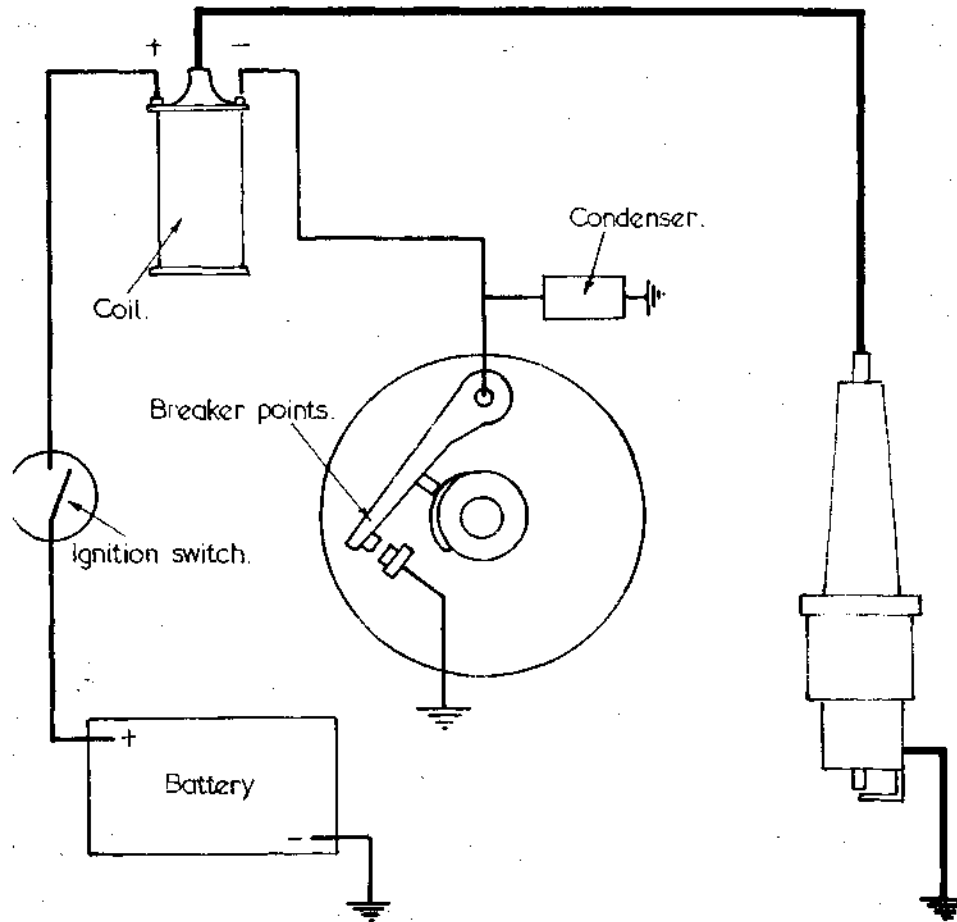 + −
Condenser.
Coil.
Breaker points.
Ignition switch.
+
Battery
−